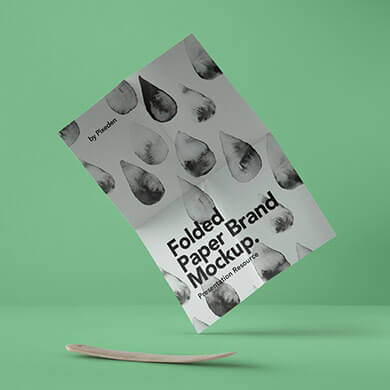 by Pixeden
Folded
Paper Brand
Mockup.
Presentation Resource